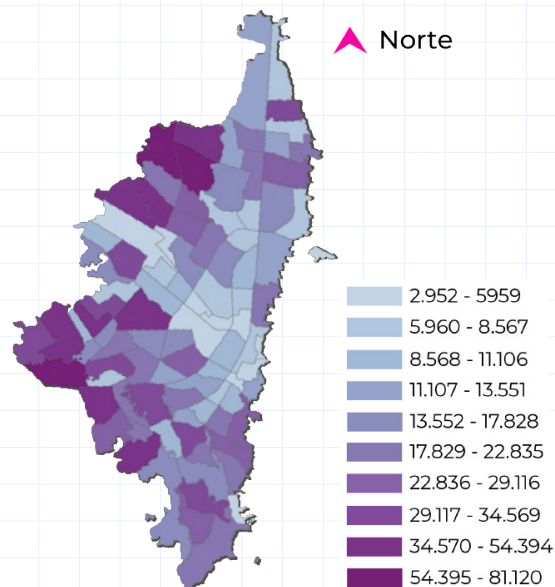 Norte
2.952 - 5959
5.960 - 8.567
8.568 - 11.106
11.107 - 13.551
13.552 - 17.828
17.829 - 22.835
22.836 - 29.116
29.117 - 34.569
34.570 - 54.394
54.395 - 81.120